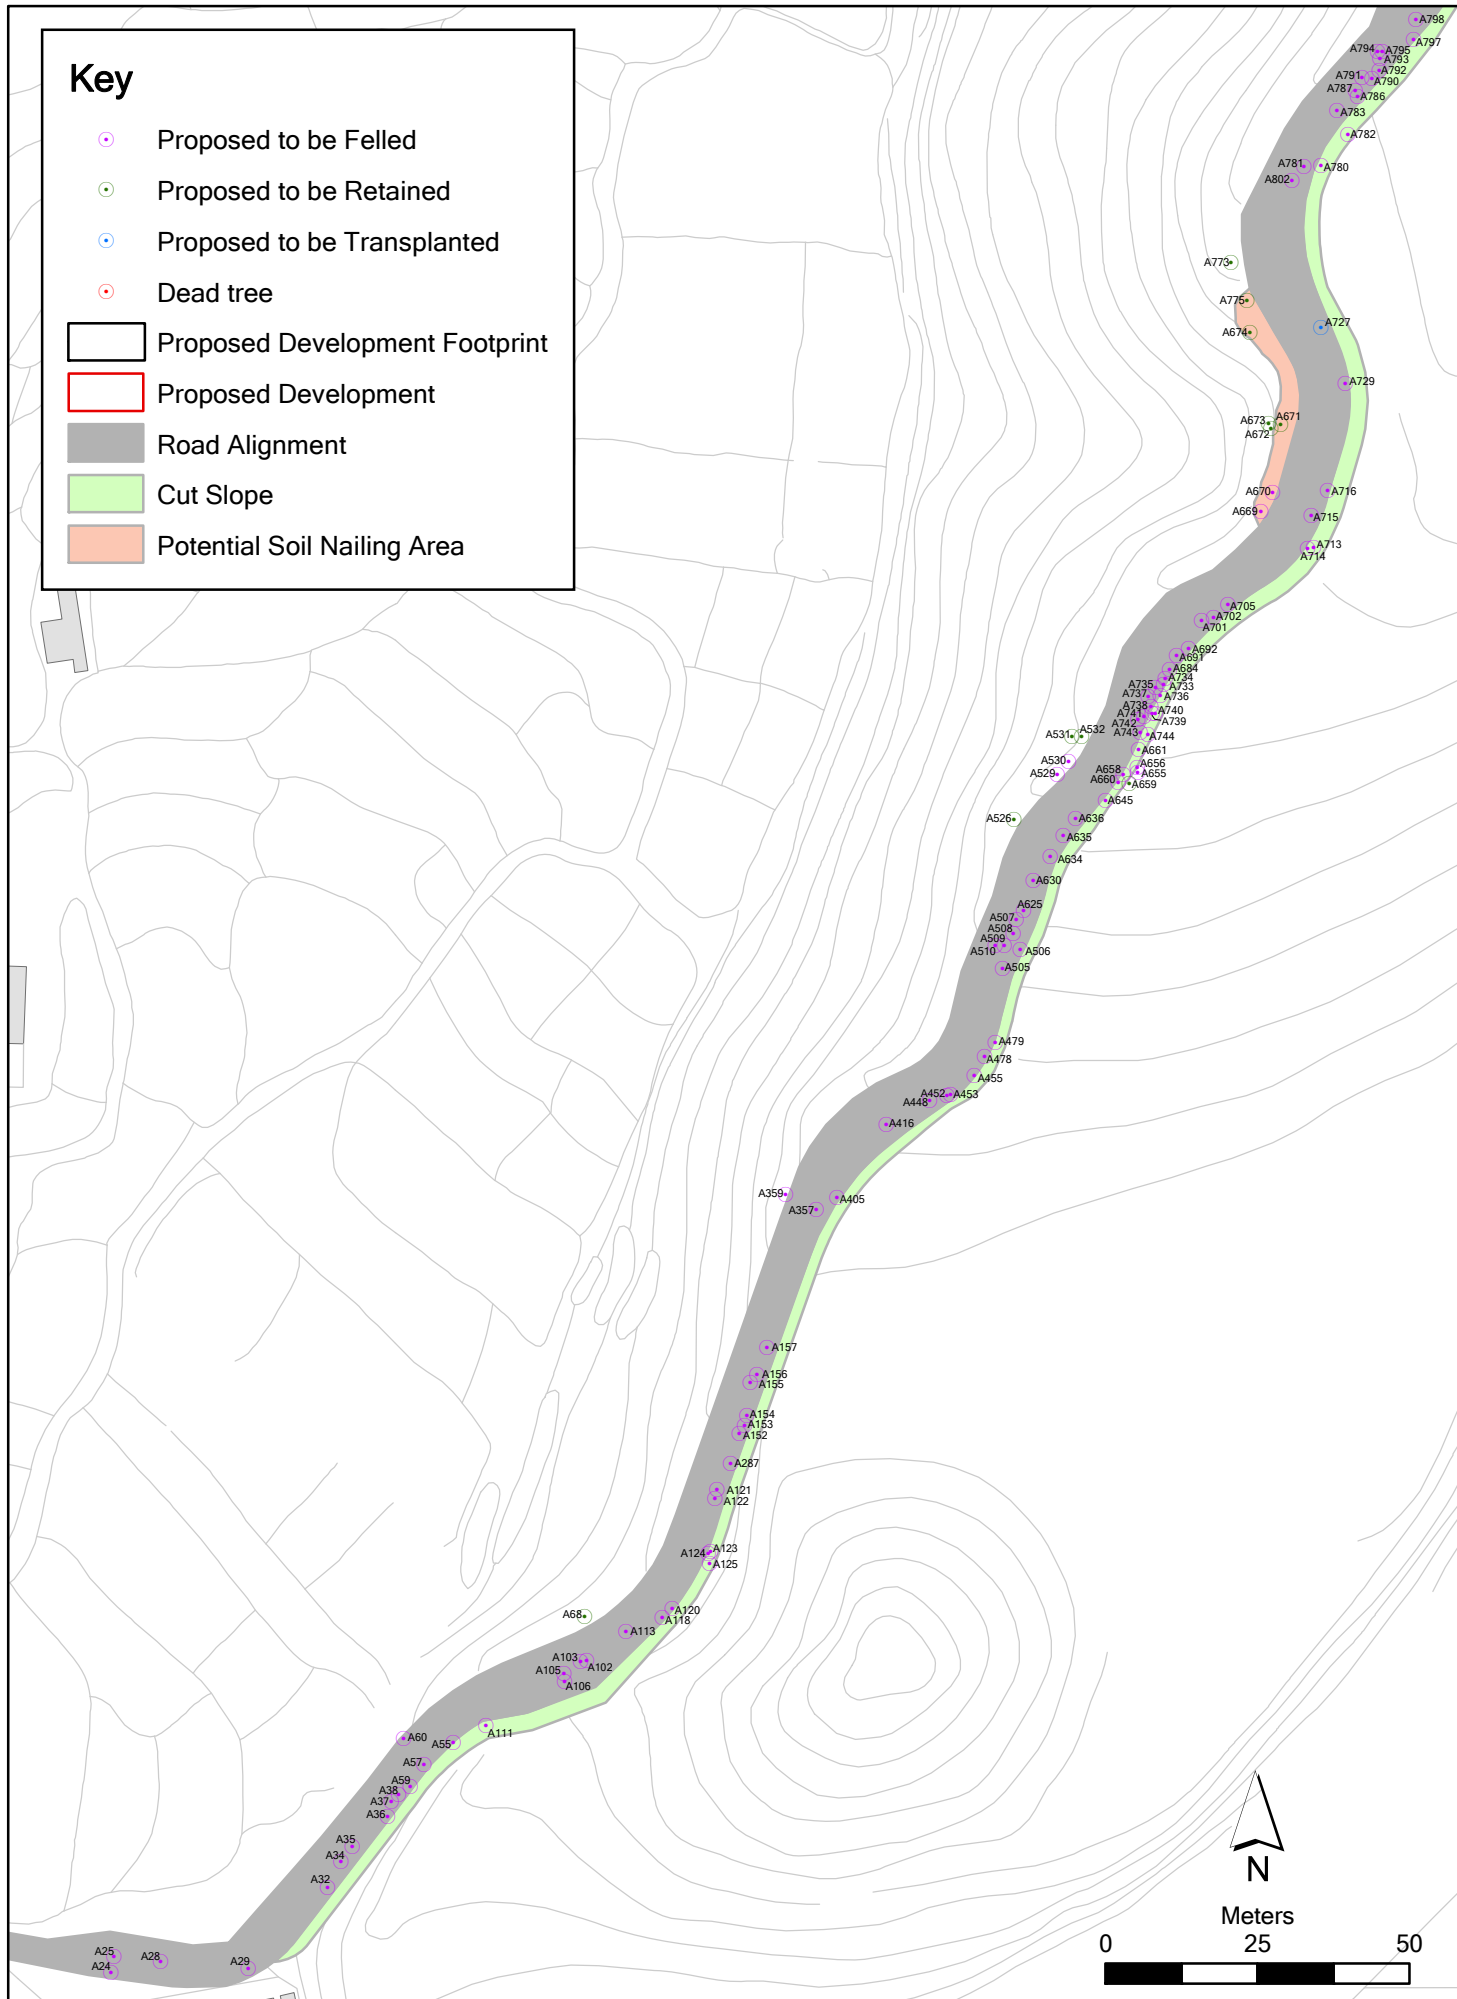 Key
Proposed to be Felled
Proposed to be Retained
Proposed to be Transplanted
Dead tree
Proposed Development Footprint
Proposed Development
Road Alignment
Cut Slope
Potential Soil Nailing Area
A798
A797
A794
A795
A793
A792
A791
A790
A787
A786
A783
A782
A781
A780
A802
A773
A775
A674
A727
A729
A673
A671
A672
A670
A716
A669
A715
A713
A714
A705
A702
A701
A692
A691
A684
A734
A735
A733
A737
A736
A738
A740
A741
A742
A739
A743
A744
A531
A532
A661
A530
A656
A529
A658
A655
A660
A659
A645
A526
A636
A635
A634
A630
A625
A507
A508
A509
A510
A506
A505
A479
A478
A455
A452
A453
A448
A416
A359
A405
A357
A157
A156
A155
A154
A153
A152
A287
A121
A122
A123
A124
A125
A68
A120
A118
A113
A103
A102
A105
A106
A111
A60
A55
A57
A59
A38
A37
A36
A35
A34
A32
A25
A28
A24
A29
N
Meters
0 25 50